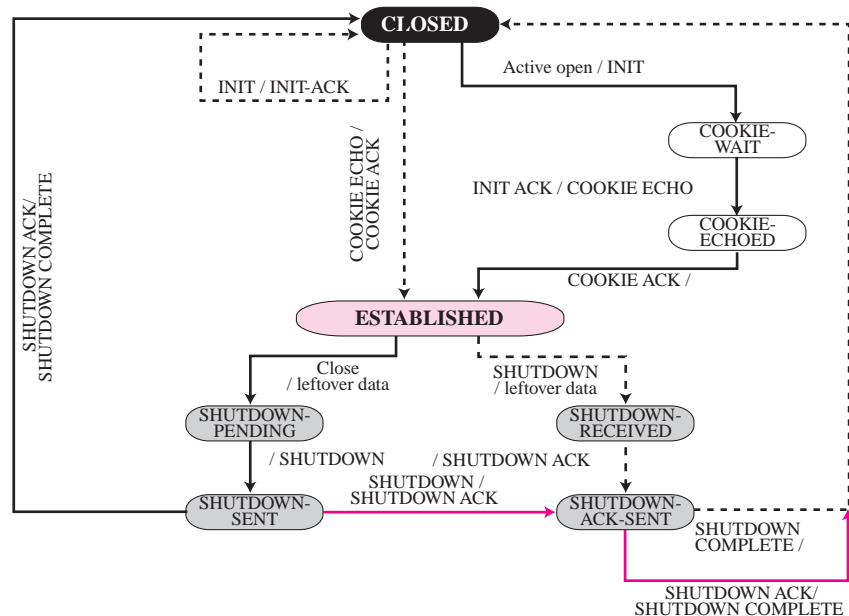 CLOSED
INIT / INIT-ACK
Active open / INIT
COOKIE-
WAIT
COOKIE ECHO /
COOKIE ACK
INIT ACK / COOKIE ECHO
COOKIE-
ECHOED
SHUTDOWN ACK/
SHUTDOWN COMPLETE
COOKIE ACK /
ESTABLISHED
Close
/ leftover data
SHUTDOWN
/ leftover data
SHUTDOWN-
PENDING
SHUTDOWN-
RECEIVED
/ SHUTDOWN
/ SHUTDOWN ACK
SHUTDOWN /
SHUTDOWN ACK
SHUTDOWN-
SENT
SHUTDOWN-
ACK-SENT
SHUTDOWN
COMPLETE /
SHUTDOWN ACK/
SHUTDOWN COMPLETE